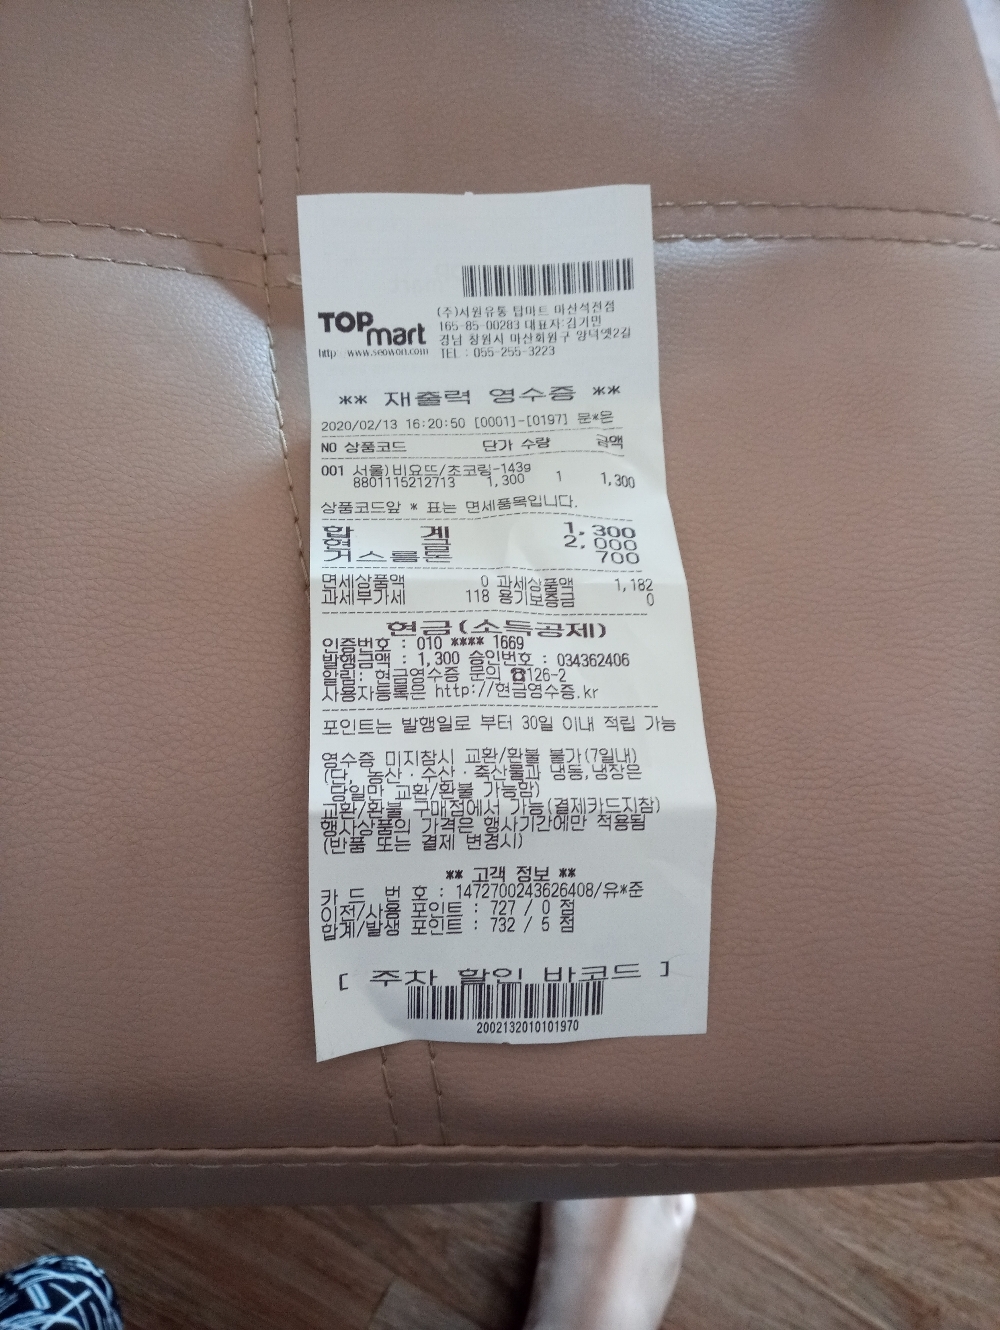 TOP mart
http://www.seowon.com
(주)서원유통 탑마트 마산석전점
165-85-00283 대표자:김기민
경남 창원시 마산회원구 양덕옛2길
TEL : 055-255-3223
** 재출력 영수증 **
2020/02/13 16:20:50 [0001]-[0197] 문*은
NO 상품코드 단가 수량 금액
001 서울)비요뜨/초코링-143g
8801115212713 1,300 1 1,300
상품코드앞 * 표는 면세품목입니다.
합 계 1,300
현 금 2,000
거스름돈 700
면세상품액 0 과세상품액 1,182
과세부가세 118 용기보증금 0
현금(소득공제)
인증번호 : 010 **** 1669
발행금액 : 1,300 승인번호 : 034362406
알림: 현금영수증 문의 ☎126-2
사용자등록은 http://현금영수증.kr
포인트는 발행일로 부터 30일 이내 적립 가능
영수증 미지참시 교환/환불 불가(7일내)
(단, 농산·수산·축산물과 냉동,냉장은
당일만 교환/환불 가능함)
교환/환불 구매점에서 가능(결제카드지참)
행사상품의 가격은 행사기간에만 적용됨
(반품 또는 결제 변경시)
** 고객 정보 **
카 드 번 호 : 1472700243626408/유*준
이전/사용 포인트 : 727 / 0 점
합계/발생 포인트 : 732 / 5 점
[ 주차 할인 바코드 ]
2002132010101970